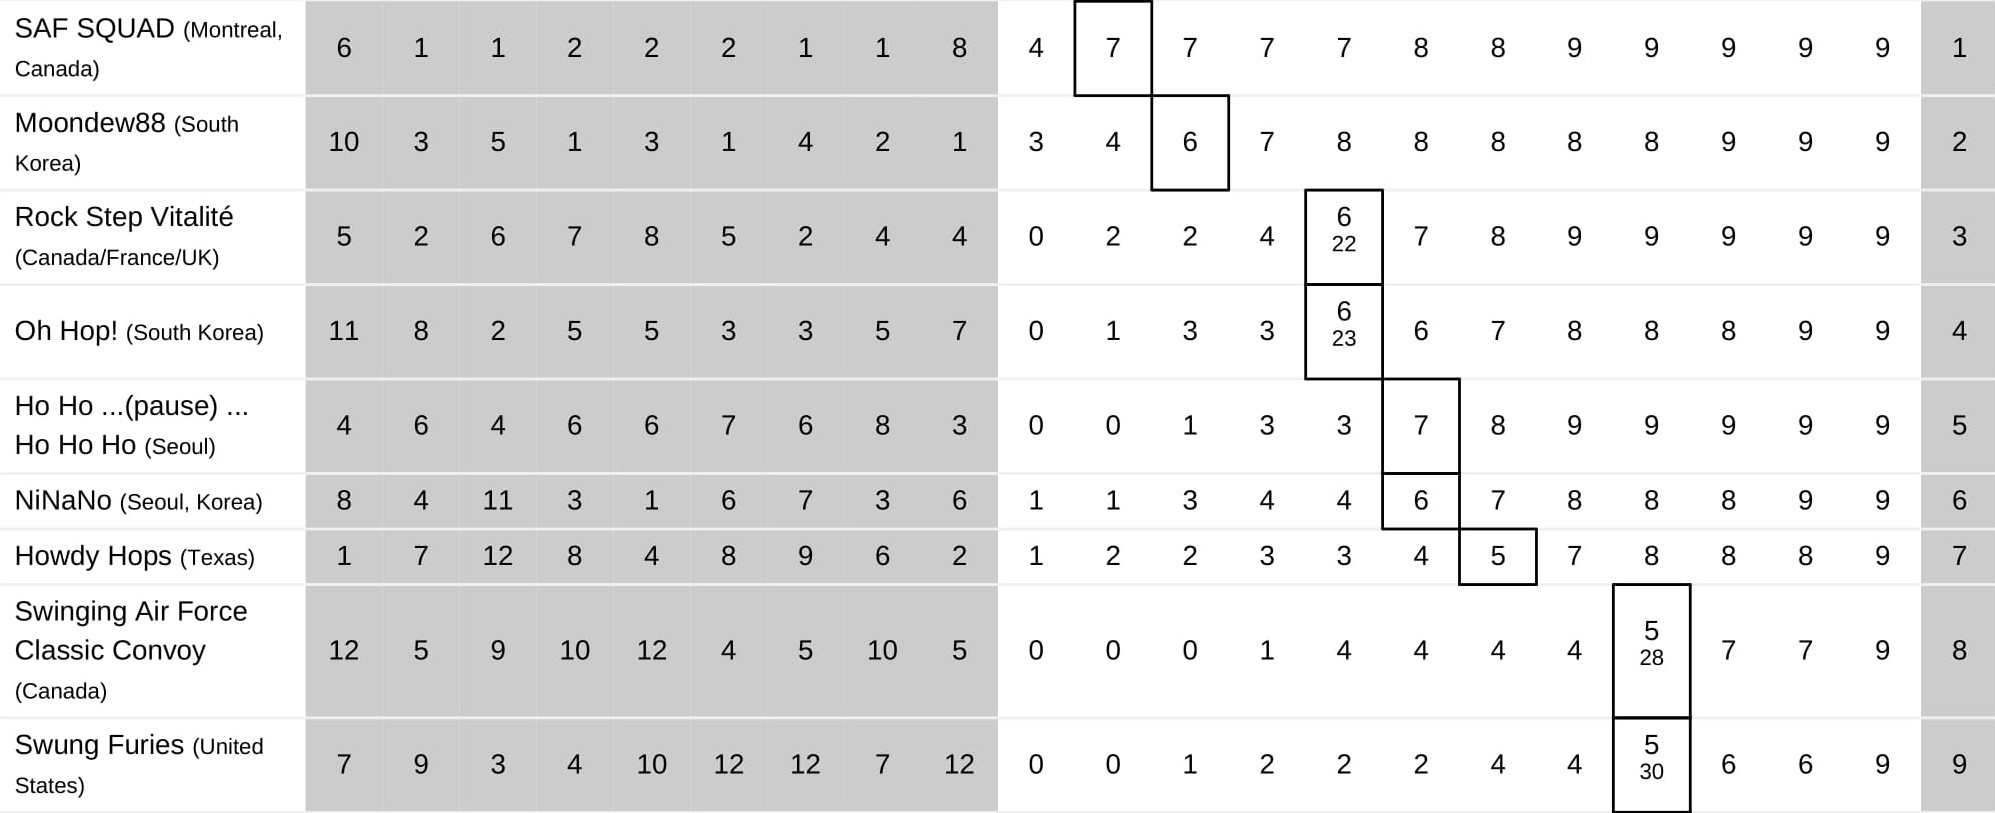 SAF SQUAD (Montreal, Canada) 6 1 1 2 2 2 1 1 8 4 7 7 7 7 8 8 9 9 9 9 9 1
Moondew88 (South Korea) 10 3 5 1 3 1 4 2 1 3 4 6 7 8 8 8 8 8 9 9 9 2
Rock Step Vitalité (Canada/France/UK) 5 2 6 7 8 5 2 4 4 0 2 2 4 6 22 7 8 9 9 9 9 9 3
Oh Hop! (South Korea) 11 8 2 5 5 3 3 5 7 0 1 3 3 6 23 6 7 8 8 8 9 9 4
Ho Ho ...(pause) ... Ho Ho Ho (Seoul) 4 6 4 6 6 7 6 8 3 0 0 1 3 3 7 8 9 9 9 9 9 5
NiNaNo (Seoul, Korea) 8 4 11 3 1 6 7 3 6 1 1 3 4 4 6 7 8 8 8 9 9 6
Howdy Hops (Texas) 1 7 12 8 4 8 9 6 2 1 2 2 3 3 4 5 7 8 8 8 9 7
Swinging Air Force Classic Convoy (Canada) 12 5 9 10 12 4 5 10 5 0 0 0 1 4 4 4 4 5 28 7 7 9 8
Swung Furies (United States) 7 9 3 4 10 12 12 7 12 0 0 1 2 2 2 4 4 5 30 6 6 9 9